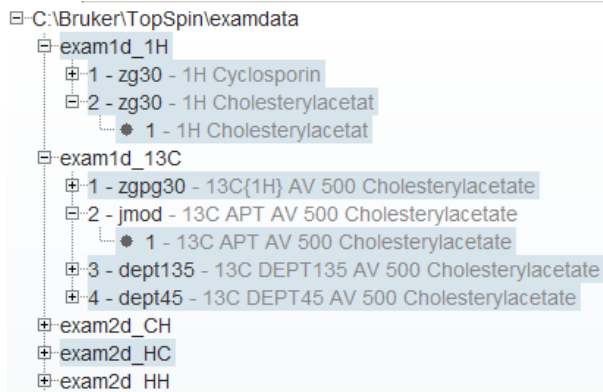 C:\Bruker\TopSpin\examdata
exam1d_1H
1 - zg30 - 1H Cyclosporin
2 - zg30 - 1H Cholesterylacetat
1 - 1H Cholesterylacetat
exam1d_13C
1 - zgpg30 - 13C{1H} AV 500 Cholesterylacetate
2 - jmod - 13C APT AV 500 Cholesterylacetate
1 - 13C APT AV 500 Cholesterylacetate
3 - dept135 - 13C DEPT135 AV 500 Cholesterylacetate
4 - dept45 - 13C DEPT45 AV 500 Cholesterylacetate
exam2d_CH
exam2d_HC
exam2d_HH